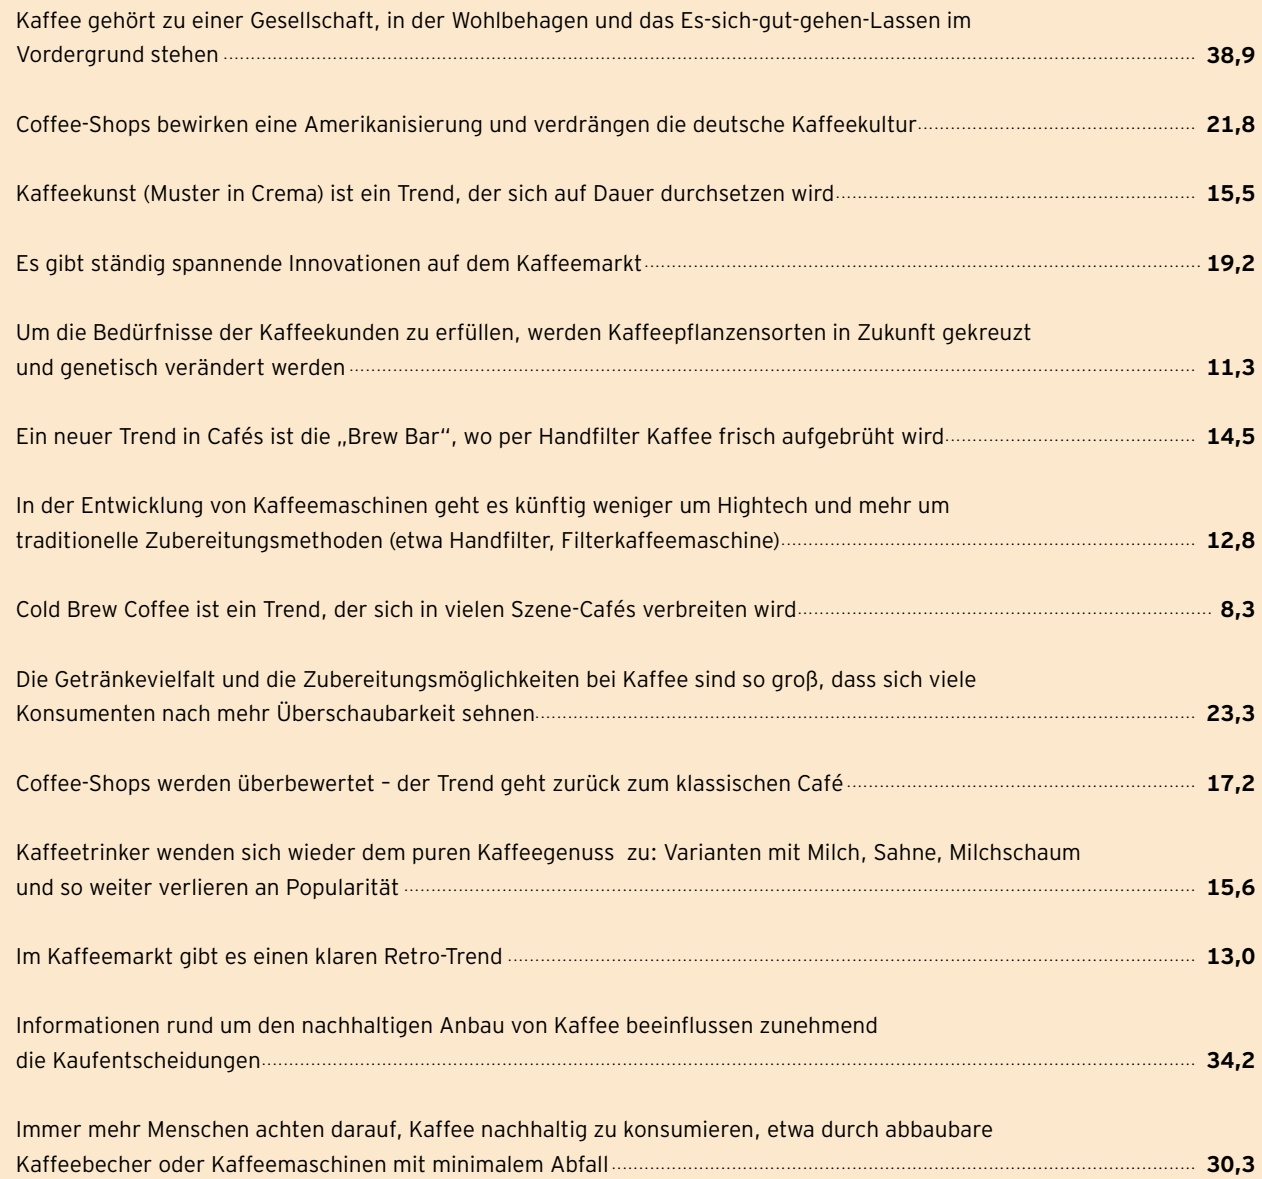 Kaffee gehört zu einer Gesellschaft, in der Wohlbehagen und das Es-sich-gut-gehen-Lassen im
Vordergrund stehen 38,9
Coffee-Shops bewirken eine Amerikanisierung und verdrängen die deutsche Kaffeekultur 21,8
Kaffeekunst (Muster in Crema) ist ein Trend, der sich auf Dauer durchsetzen wird 15,5
Es gibt ständig spannende Innovationen auf dem Kaffeemarkt 19,2
Um die Bedürfnisse der Kaffeekunden zu erfüllen, werden Kaffeepflanzensorten in Zukunft gekreuzt
und genetisch verändert werden 11,3
Ein neuer Trend in Cafés ist die „Brew Bar“, wo per Handfilter Kaffee frisch aufgebrüht wird 14,5
In der Entwicklung von Kaffeemaschinen geht es künftig weniger um Hightech und mehr um
traditionelle Zubereitungsmethoden (etwa Handfilter, Filterkaffeemaschine) 12,8
Cold Brew Coffee ist ein Trend, der sich in vielen Szene-Cafés verbreiten wird 8,3
Die Getränkevielfalt und die Zubereitungsmöglichkeiten bei Kaffee sind so groß, dass sich viele
Konsumenten nach mehr Überschaubarkeit sehnen 23,3
Coffee-Shops werden überbewertet – der Trend geht zurück zum klassischen Café 17,2
Kaffeetrinker wenden sich wieder dem puren Kaffeegenuss zu: Varianten mit Milch, Sahne, Milchschaum
und so weiter verlieren an Popularität 15,6
Im Kaffeemarkt gibt es einen klaren Retro-Trend 13,0
Informationen rund um den nachhaltigen Anbau von Kaffee beeinflussen zunehmend
die Kaufentscheidungen 34,2
Immer mehr Menschen achten darauf, Kaffee nachhaltig zu konsumieren, etwa durch abbaubare
Kaffeebecher oder Kaffeemaschinen mit minimalem Abfall 30,3